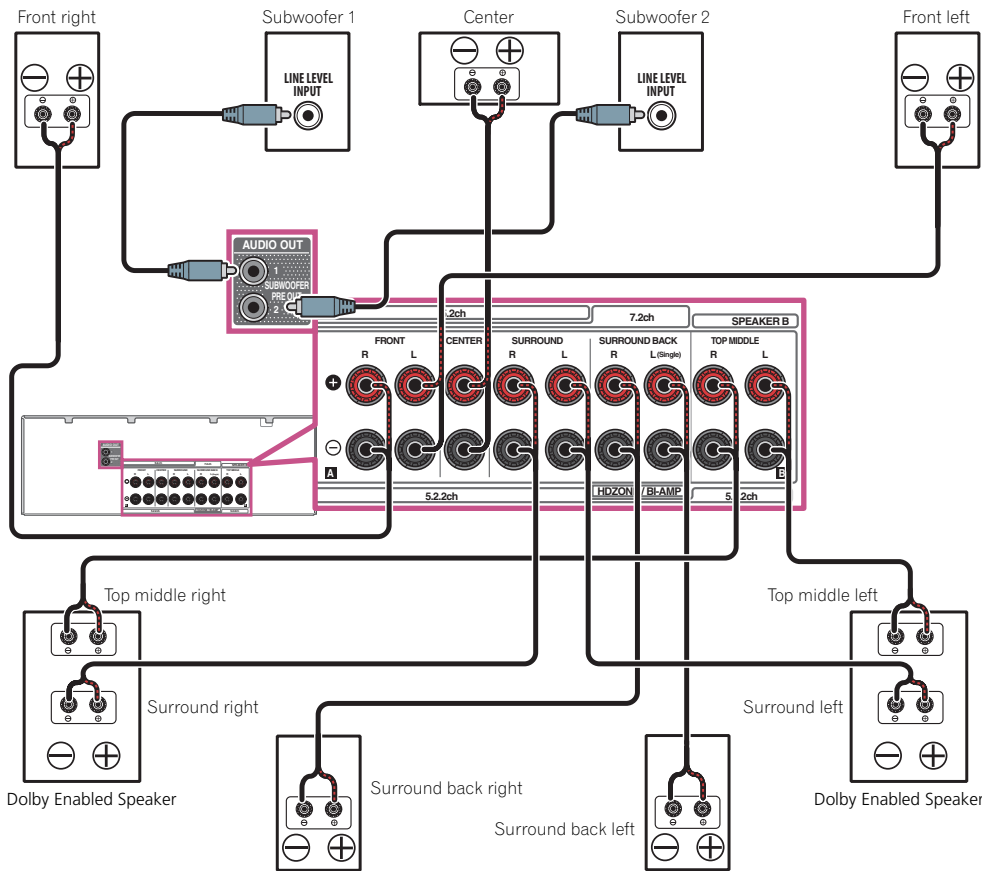 Front right
Subwoofer 1
Center
Subwoofer 2
Front left
LINE LEVEL
INPUT
LINE LEVEL
INPUT
AUDIO OUT
1
SUBWOOFER
PRE OUT
2
.2ch
7.2ch
SPEAKER B
FRONT
CENTER
SURROUND
SURROUND BACK
TOP MIDDLE
R L R L R L (Single) R L
A
B
5.2.2ch
HDZONE / BI-AMP
Top middle right
Top middle left
Surround right
Surround left
Dolby Enabled Speaker
Dolby Enabled Speaker
Surround back right
Surround back left